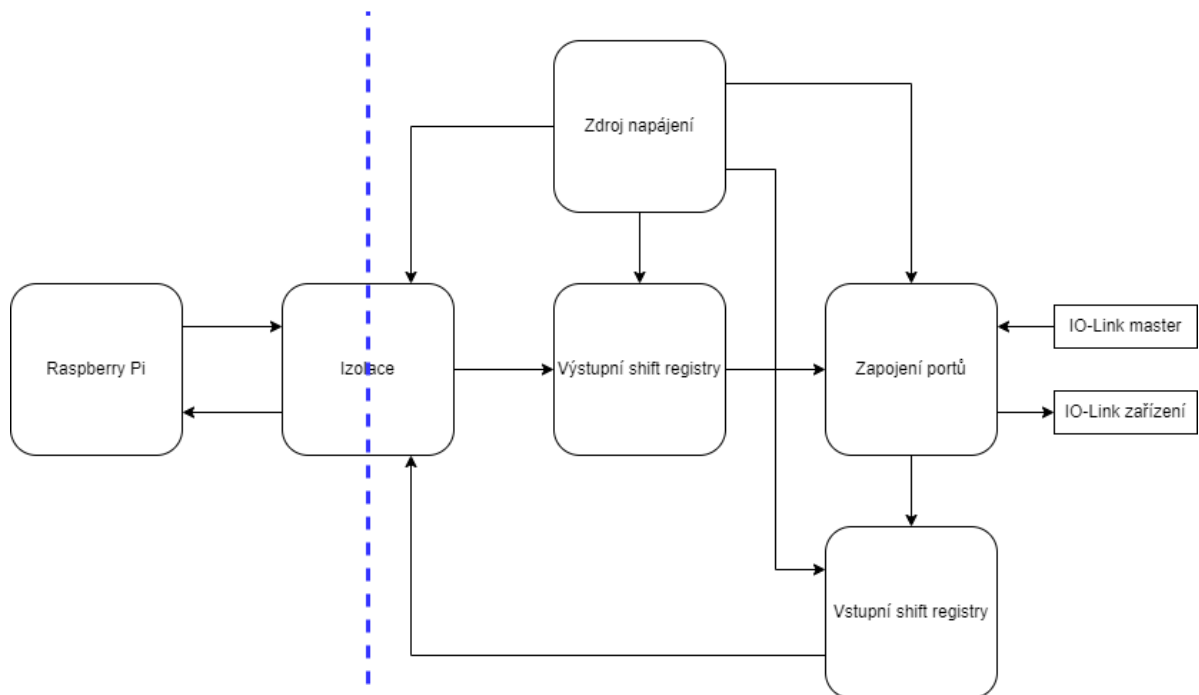 Zdroj napájení
Raspberry Pi
Izolace
Výstupní shift registry
Zapojení portů
IO-Link master
IO-Link zařízení
Vstupní shift registry